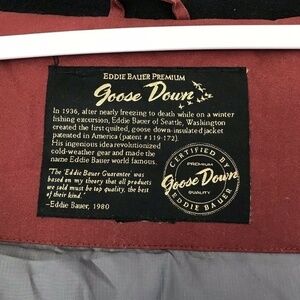 EDDIE BAUER PREMIUM
Goose Down
In 1936, after nearly freezing to death while on a winter
fishing excursion, Eddie Bauer of Seattle, Washington
created the first quilted, goose down-insulated jacket
patented in America (patent #119-172).
His ingenious idea revolutionized
cold-weather gear and made the
name Eddie Bauer world famous.
"The 'Eddie Bauer Guarantee' was
based on my theory that all products
we sold must be top quality, the best
of their kind."
-Eddie Bauer, 1980
CERTIFIED BY
PREMIUM
Goose Down
QUALITY
EDDIE BAUER